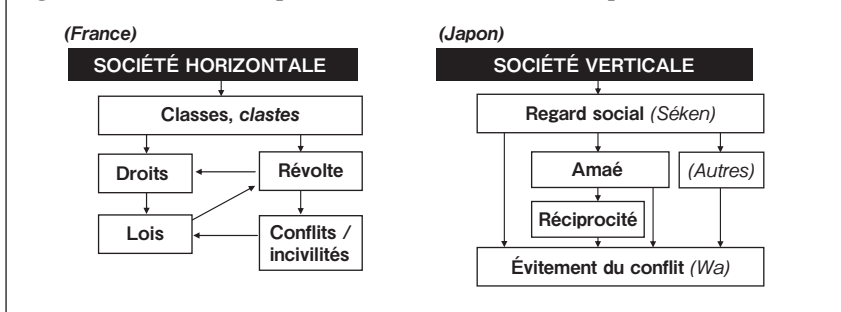 (France)
SOCIÉTÉ HORIZONTALE
Classes, clastes
Droits
Révolte
Lois
Conflits /
incivilités
(Japon)
SOCIÉTÉ VERTICALE
Regard social (Séken)
Amaé
(Autres)
Réciprocité
Évitement du conflit (Wa)